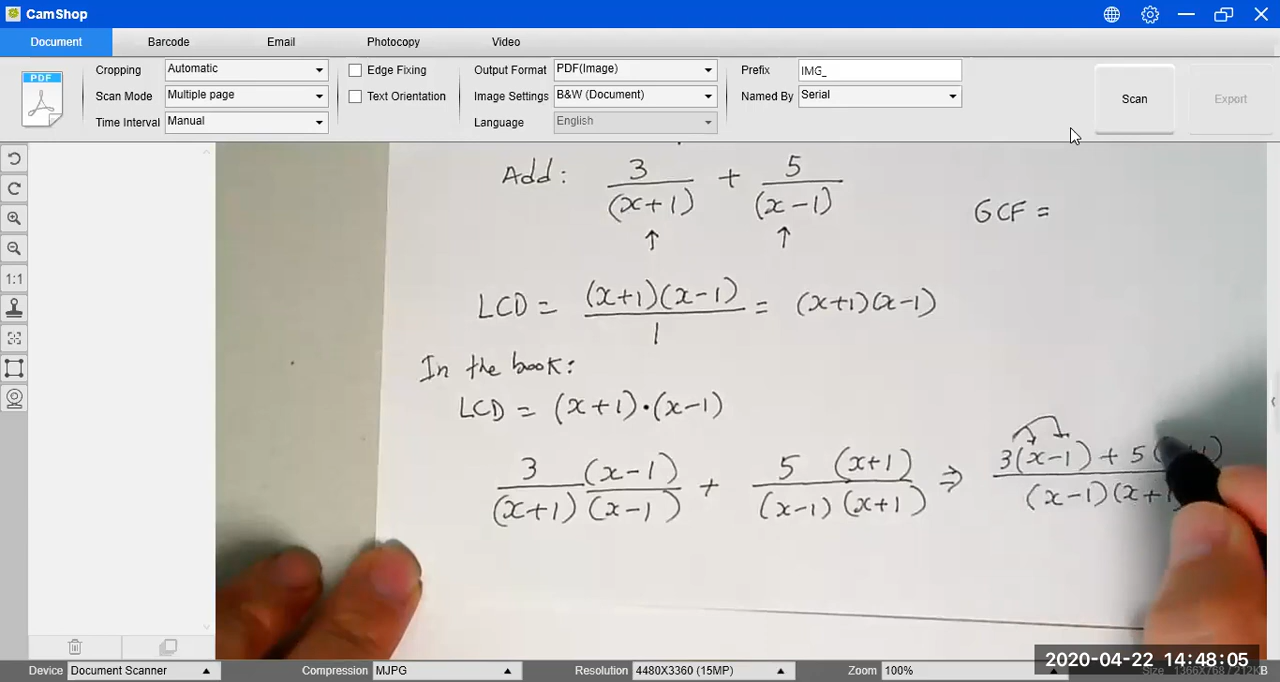 CamShop
Document Barcode Email Photocopy Video
Cropping Automatic Edge Fixing Output Format PDF(Image) Prefix IMG_
PDF Scan Mode Multiple page Text Orientation Image Settings B&W (Document) Named By Serial Scan Export
Time Interval Manual Language English
1:1
Add: 3/(x+1) + 5/(x-1)
GCF =
↑ ↑
LCD = (x+1)(x-1)/1 = (x+1)(x-1)
In the book:
LCD = (x+1)·(x-1)
3/(x+1) (x-1)/(x-1) + 5/(x-1) (x+1)/(x+1) ⇒ 3(x-1) + 5( / (x-1)(x+1
2020-04-22 14:48:05
Device Document Scanner Compression MJPG Resolution 4480X3360 (15MP) Zoom 100%